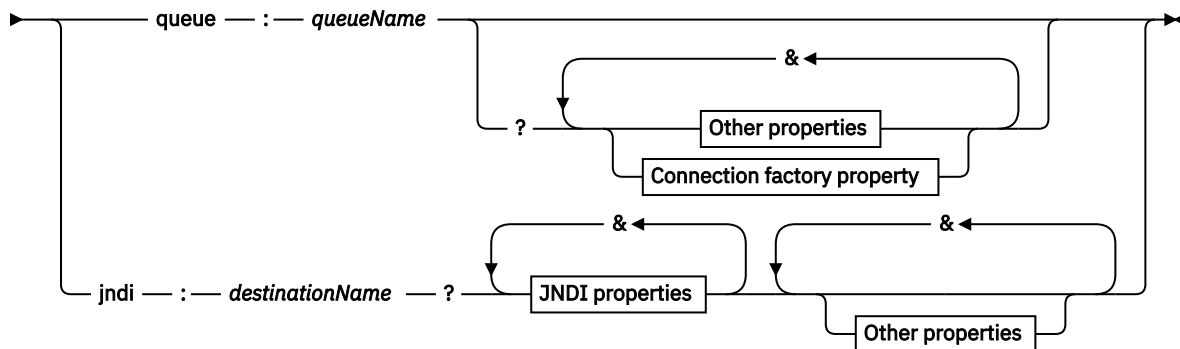 queue : queueName
&
? Other properties
Connection factory property
& &
jndi : destinationName ? JNDI properties
Other properties